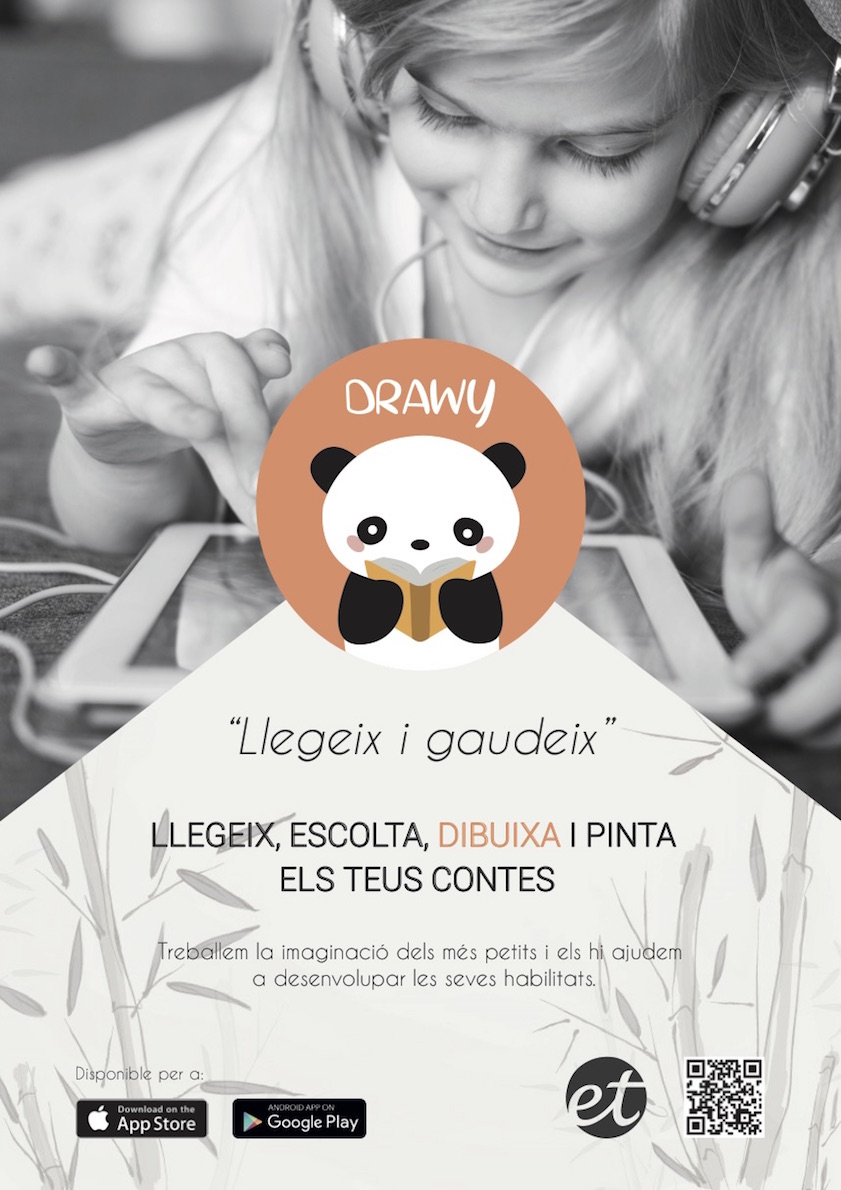 DRAWY
“Llegeix i gaudeix”
LLEGEIX, ESCOLTA, DIBUIXA I PINTA
ELS TEUS CONTES
Treballem la imaginació dels més petits i els hi ajudem
a desenvolupar les seves habilitats.
Disponible per a:
Download on the
App Store
ANDROID APP ON
Google Play
et